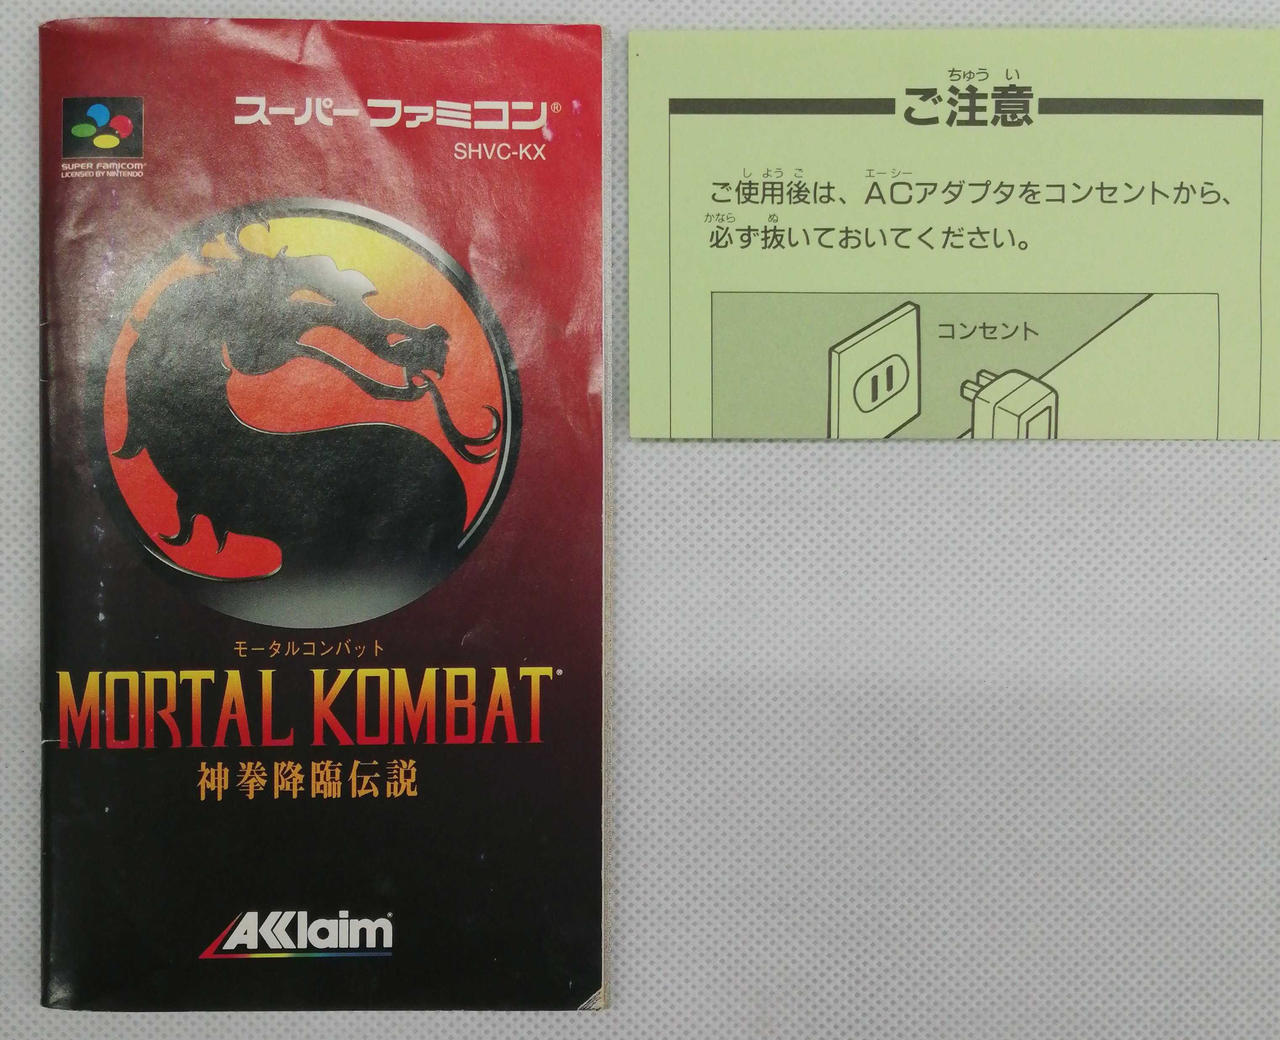 スーパーファミコン®
SHVC-KX
SUPER FAMICOM
LICENSED BY NINTENDO
モータルコンバット
MORTAL KOMBAT®
神拳降臨伝説
AKKlaim®
ちゅう い
ご注意
し よう ご エーシー
ご使用後は、ACアダプタをコンセントから、
かなら ぬ
必ず抜いておいてください。
コンセント